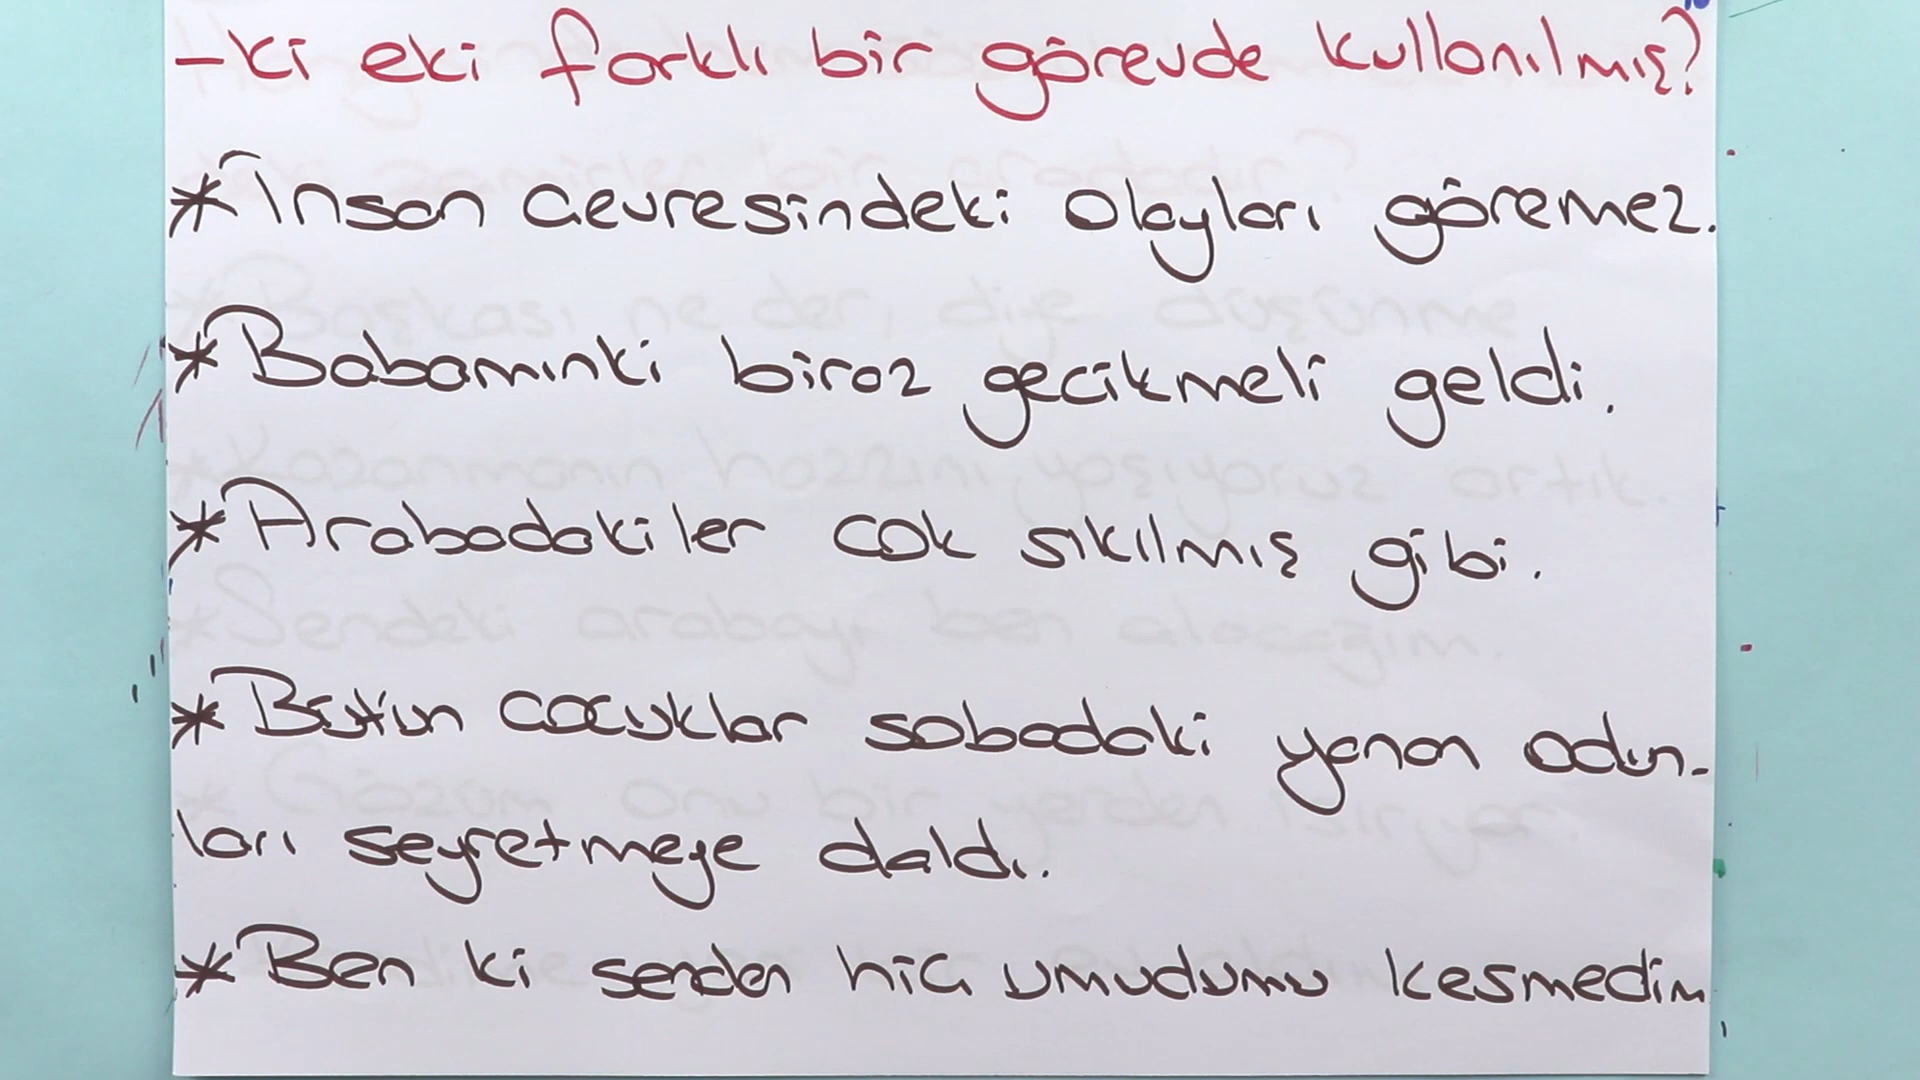 -ki eki farklı bir görevde kullanılmış?
* İnsan çevresindeki olayları göremez.
* Babamınki biraz gecikmeli geldi.
* Arabadakiler çok sıkılmış gibi.
* Bütün çocuklar sobadaki yanan odun-
ları seyretmeye daldı.
* Ben ki senden hiç umudumu kesmedim